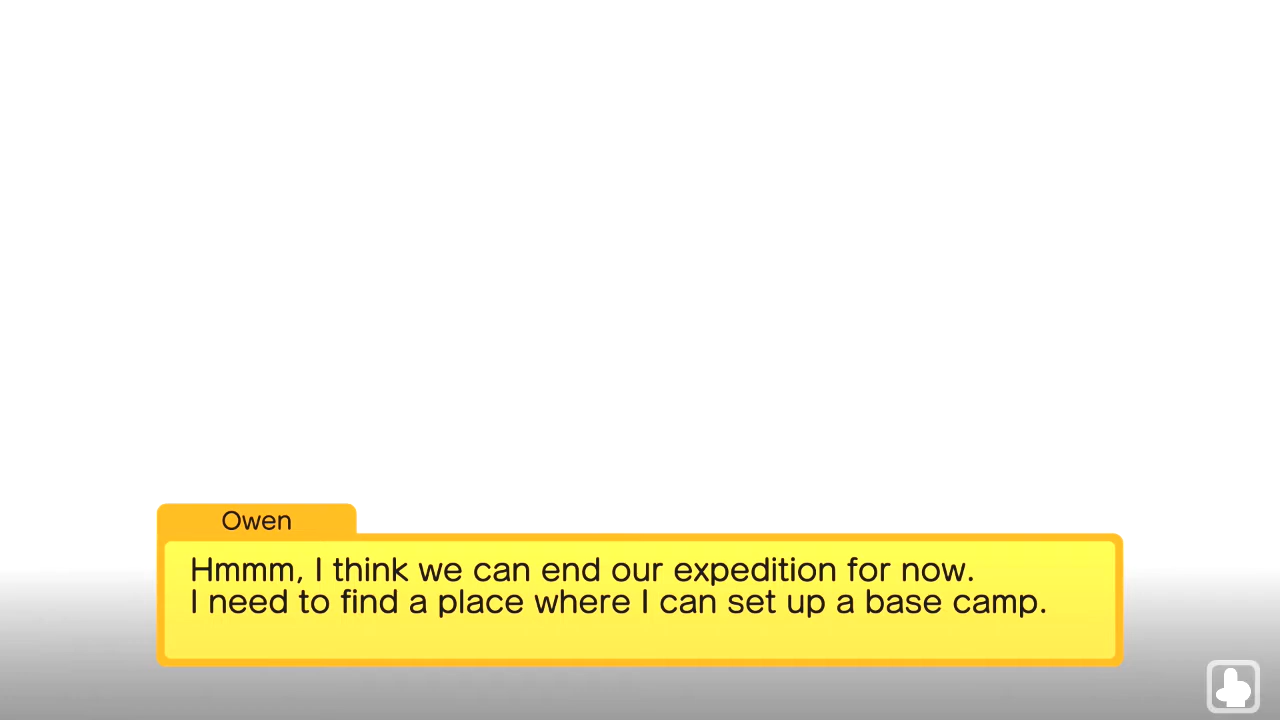 Owen
Hmmm, I think we can end our expedition for now.
I need to find a place where I can set up a base camp.